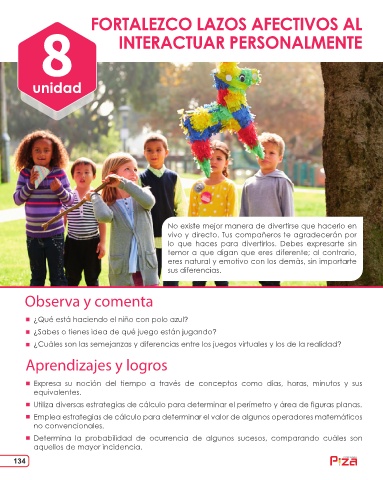 FORTALEZCO LAZOS AFECTIVOS AL
INTERACTUAR PERSONALMENTE
8
unidad
No existe mejor manera de divertirse que hacerlo en
vivo y directo. Tus compañeros te agradecerán por
lo que haces para divertirlos. Debes expresarte sin
temor a que digan que eres diferente; al contrario,
eres natural y emotivo con los demás, sin importarte
sus diferencias.
Observa y comenta
¿Qué está haciendo el niño con polo azul?
¿Sabes o tienes idea de qué juego están jugando?
¿Cuáles son las semejanzas y diferencias entre los juegos virtuales y los de la realidad?
Aprendizajes y logros
Expresa su noción del tiempo a través de conceptos como días, horas, minutos y sus
equivalentes.
Utiliza diversas estrategias de cálculo para determinar el perímetro y área de figuras planas.
Emplea estrategias de cálculo para determinar el valor de algunos operadores matemáticos
no convencionales.
Determina la probabilidad de ocurrencia de algunos sucesos, comparando cuáles son
aquellos de mayor incidencia.
134